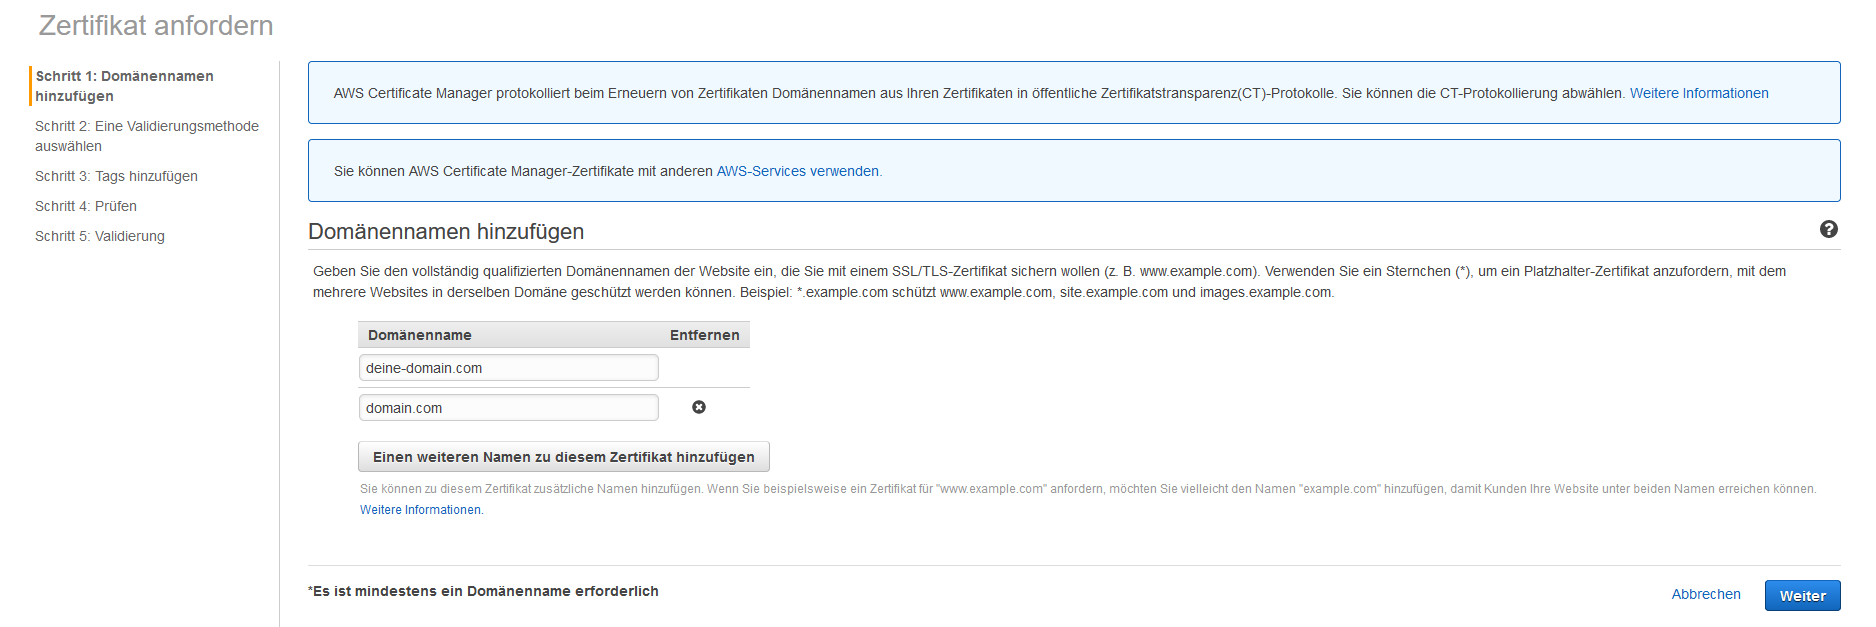 Zertifikat anfordern
Schritt 1: Domänennamen
hinzufügen
Schritt 2: Eine Validierungsmethode
auswählen
Schritt 3: Tags hinzufügen
Schritt 4: Prüfen
Schritt 5: Validierung
AWS Certificate Manager protokolliert beim Erneuern von Zertifikaten Domänennamen aus Ihren Zertifikaten in öffentliche Zertifikatstransparenz(CT)-Protokolle. Sie können die CT-Protokollierung abwählen. Weitere Informationen
Sie können AWS Certificate Manager-Zertifikate mit anderen AWS-Services verwenden.
Domänennamen hinzufügen
Geben Sie den vollständig qualifizierten Domänennamen der Website ein, die Sie mit einem SSL/TLS-Zertifikat sichern wollen (z. B. www.example.com). Verwenden Sie ein Sternchen (*), um ein Platzhalter-Zertifikat anzufordern, mit dem
mehrere Websites in derselben Domäne geschützt werden können. Beispiel: *.example.com schützt www.example.com, site.example.com und images.example.com.
Domänenname Entfernen
deine-domain.com
domain.com
Einen weiteren Namen zu diesem Zertifikat hinzufügen
Sie können zu diesem Zertifikat zusätzliche Namen hinzufügen. Wenn Sie beispielsweise ein Zertifikat für "www.example.com" anfordern, möchten Sie vielleicht den Namen "example.com" hinzufügen, damit Kunden Ihre Website unter beiden Namen erreichen können.
Weitere Informationen.
*Es ist mindestens ein Domänenname erforderlich
Abbrechen Weiter